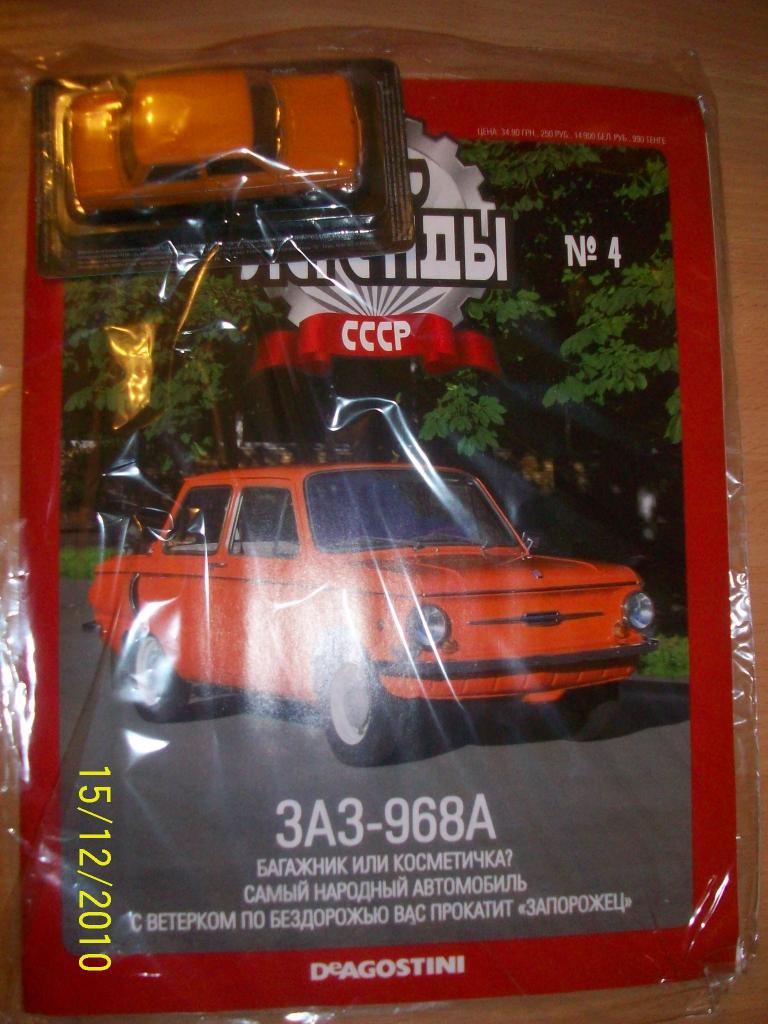 ЦЕНА: 34,90 ГРН., 250 РУБ., 14 900 БЕЛ. РУБ., 990 ТЕНГЕ
№ 4
СССР
ЗАЗ-968А
БАГАЖНИК ИЛИ КОСМЕТИЧКА?
САМЫЙ НАРОДНЫЙ АВТОМОБИЛЬ
С ВЕТЕРКОМ ПО БЕЗДОРОЖЬЮ ВАС ПРОКАТИТ «ЗАПОРОЖЕЦ»
DeAGOSTINI
15/12/2010